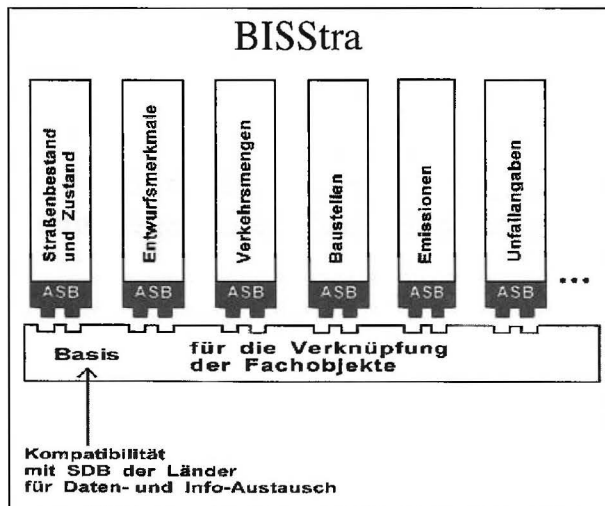 BISStra
Straßenbestand
und Zustand
Entwurfsmerkmale
Verkehrsmengen
Baustellen
Emissionen
Unfallangaben
ASB
ASB
ASB
ASB
ASB
ASB
...
Basis für die Verknüpfung
der Fachobjekte
Kompatibilität
mit SDB der Länder
für Daten- und Info-Austausch